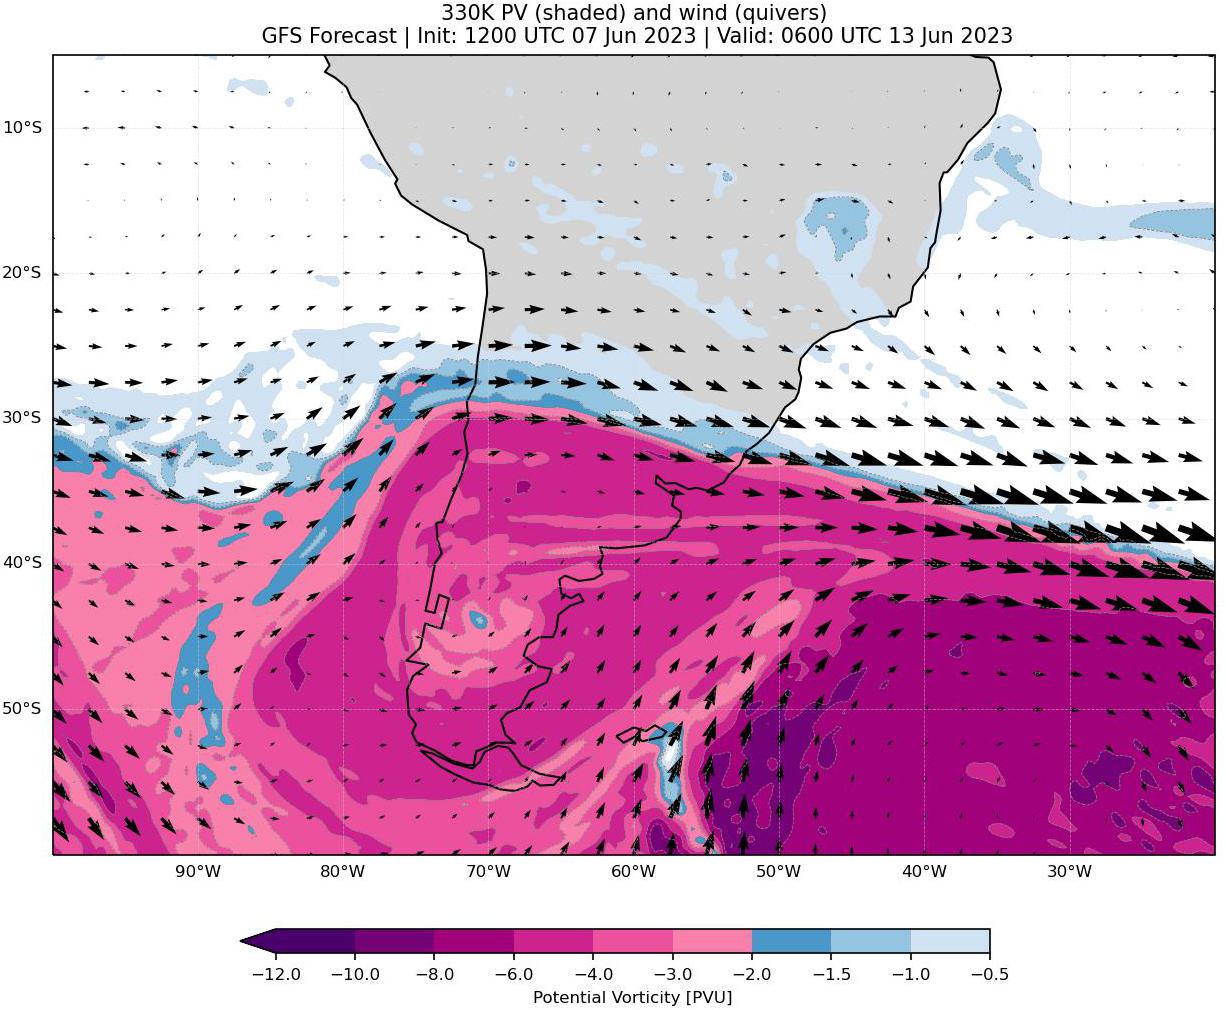 330K PV (shaded) and wind (quivers)
GFS Forecast | Init: 1200 UTC 07 Jun 2023 | Valid: 0600 UTC 13 Jun 2023
10°S
20°S
30°S
40°S
50°S
90°W 80°W 70°W 60°W 50°W 40°W 30°W
−12.0 −10.0 −8.0 −6.0 −4.0 −3.0 −2.0 −1.5 −1.0 −0.5
Potential Vorticity [PVU]